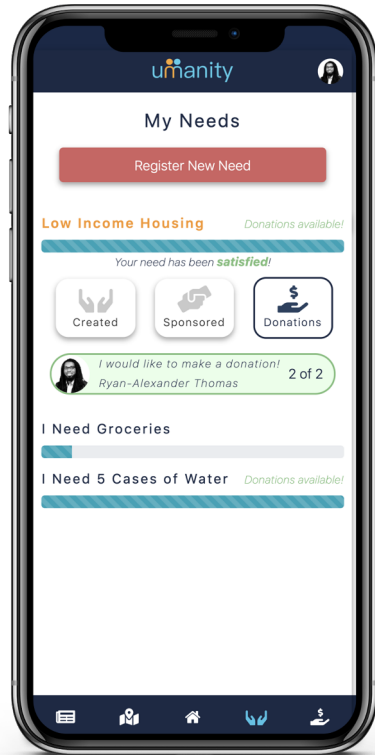 umanity
My Needs
Register New Need
Low Income Housing
Donations available!
Your need has been satisfied!
Created
Sponsored
$
Donations
I would like to make a donation!
Ryan-Alexander Thomas
2 of 2
I Need Groceries
I Need 5 Cases of Water
Donations available!
$